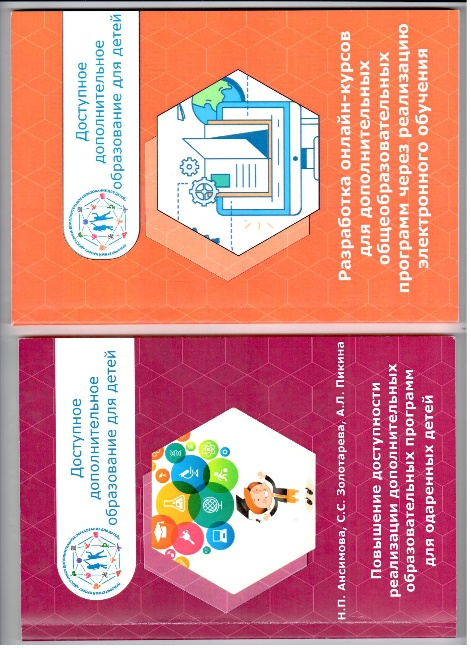 Доступное
дополнительное
образование для детей
Разработка онлайн-курсов
для дополнительных
общеобразовательных
программ через реализацию
электронного обучения
Доступное
дополнительное
образование для детей
Н.П. Ансимова, С.С. Золотарева, А.Л. Пикина
Повышение доступности
реализации дополнительных
образовательных программ
для одаренных детей